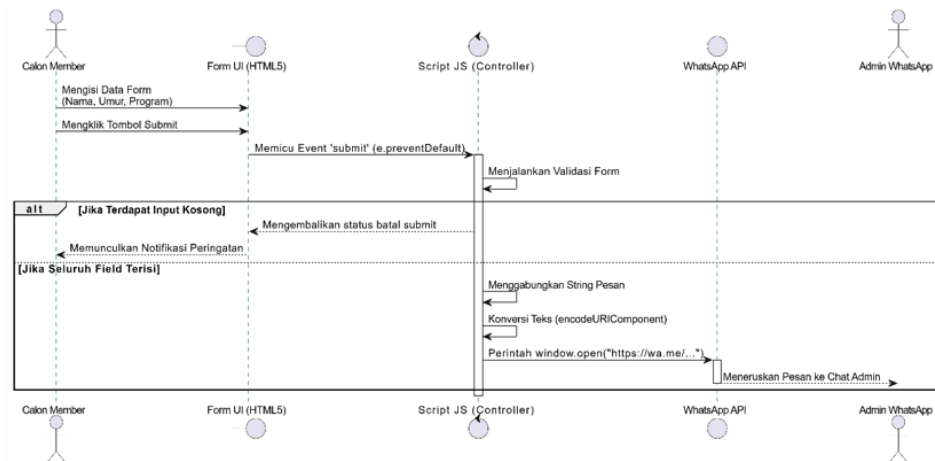 Calon Member
Form UI (HTML5)
Script JS (Controller)
WhatsApp API
Admin WhatsApp
Mengisi Data Form
(Nama, Umur, Program)
Mengklik Tombol Submit
Memicu Event 'submit' (e.preventDefault)
Menjalankan Validasi Form
alt
[Jika Terdapat Input Kosong]
Mengembalikan status batal submit
Memunculkan Notifikasi Peringatan
[Jika Seluruh Field Terisi]
Menggabungkan String Pesan
Konversi Teks (encodeURIComponent)
Perintah window.open("https://wa.me/...")
Meneruskan Pesan ke Chat Admin
Calon Member
Form UI (HTML5)
Script JS (Controller)
WhatsApp API
Admin WhatsApp